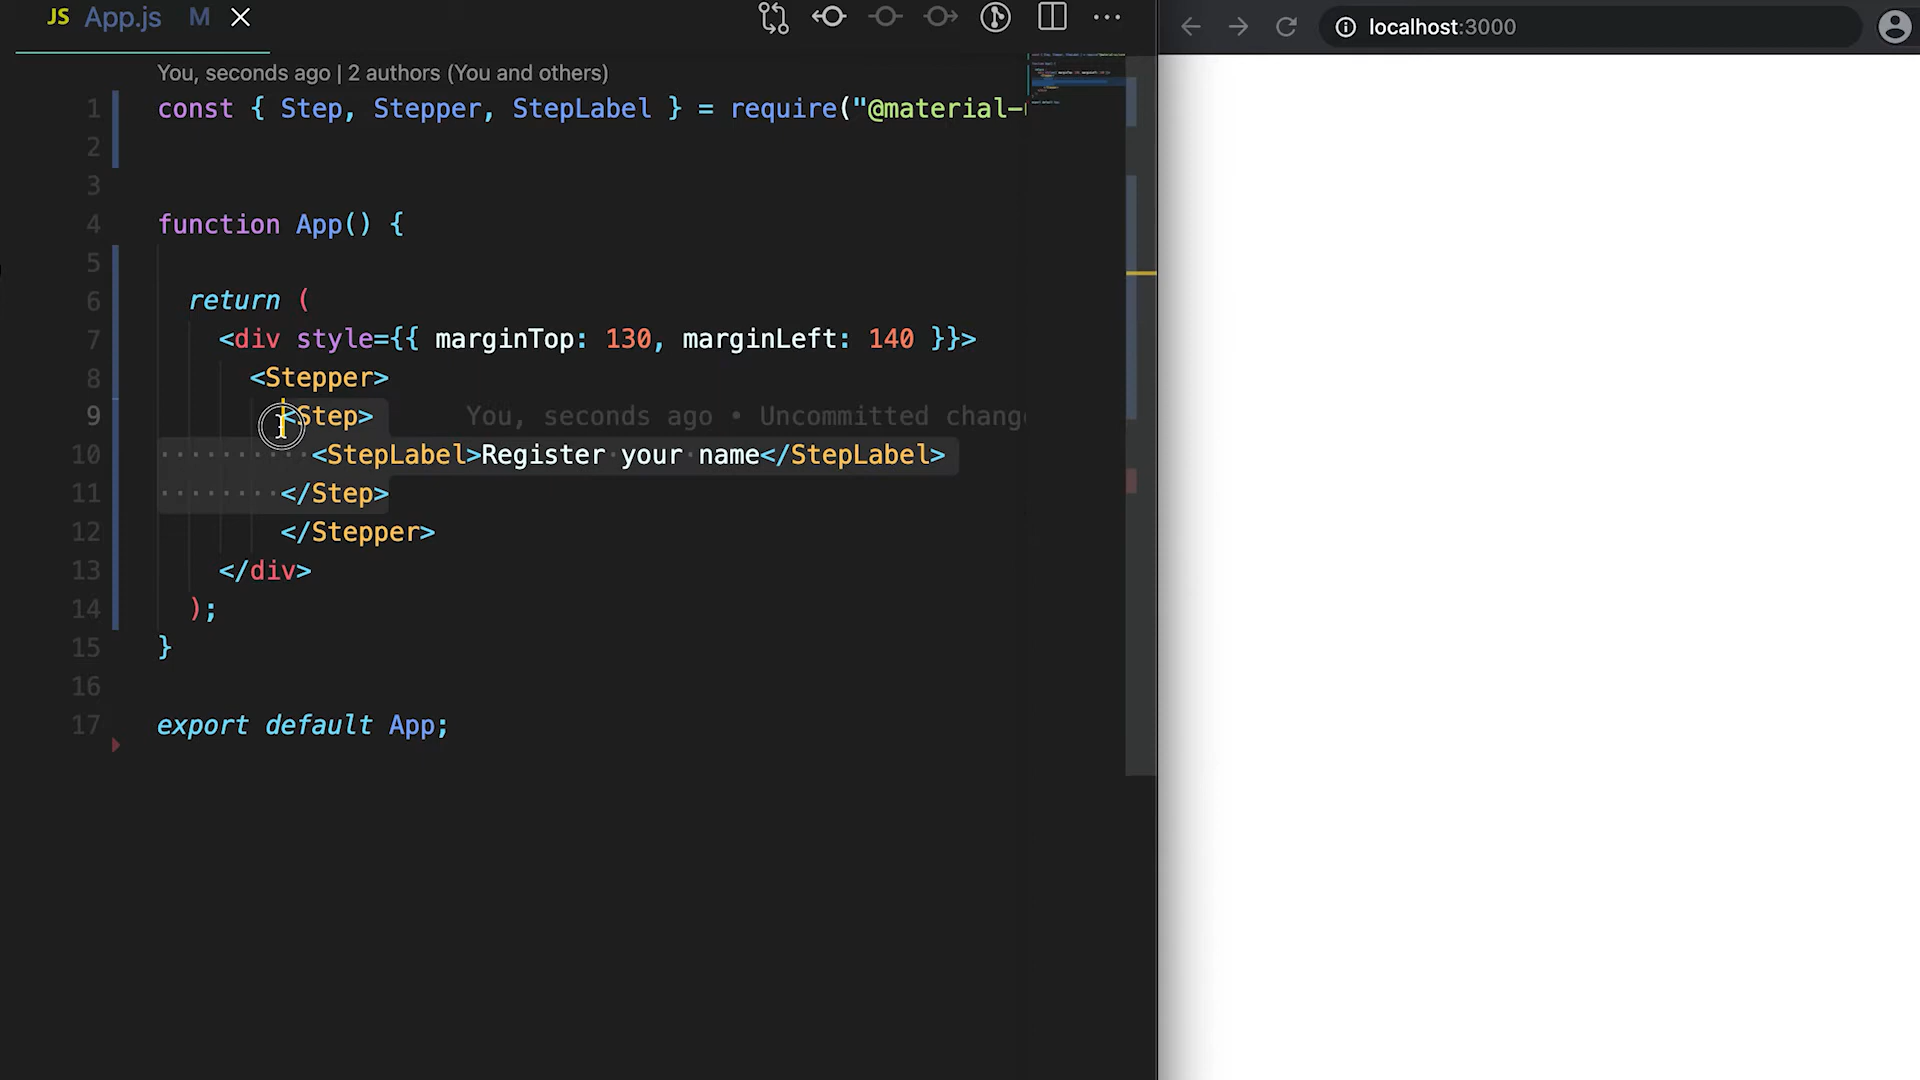 JS App.js M
localhost:3000
You, seconds ago | 2 authors (You and others)
1 const { Step, Stepper, StepLabel } = require("@material-
2
3
4 function App() {
5
6 return (
7 <div style={{ marginTop: 130, marginLeft: 140 }}>
8 <Stepper>
9 <Step> You, seconds ago • Uncommitted chang
10 <StepLabel>Register your name</StepLabel>
11 </Step>
12 </Stepper>
13 </div>
14 );
15 }
16
17 export default App;